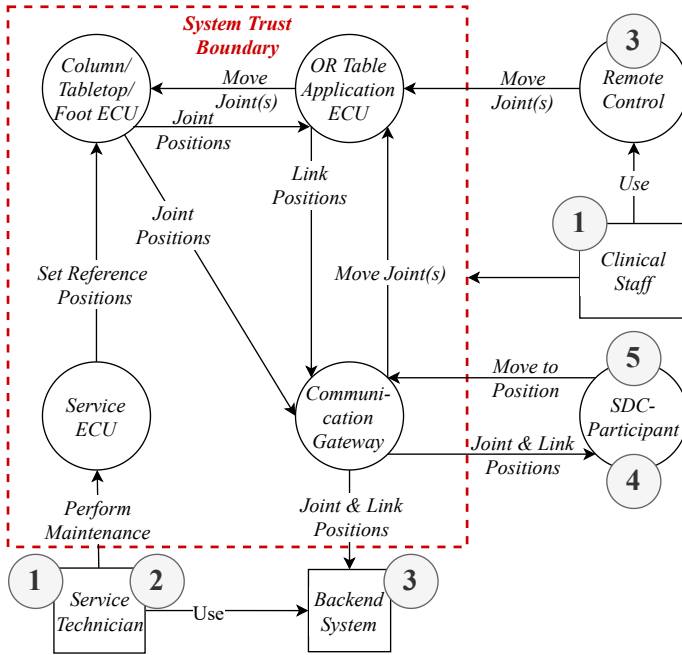 System Trust
Boundary
Column/
Tabletop/
Foot ECU
Move
Joint(s)
OR Table
Application
ECU
Move
Joint(s)
3
Remote
Control
Joint
Positions
Link
Positions
Use
Joint
Positions
1
Clinical
Staff
Set Reference
Positions
Move Joint(s)
Service
ECU
Communi-
cation
Gateway
Move to
Position
5
SDC-
Participant
4
Joint & Link
Positions
Perform
Maintenance
Joint & Link
Positions
1
2
Service
Technician
Use
3
Backend
System